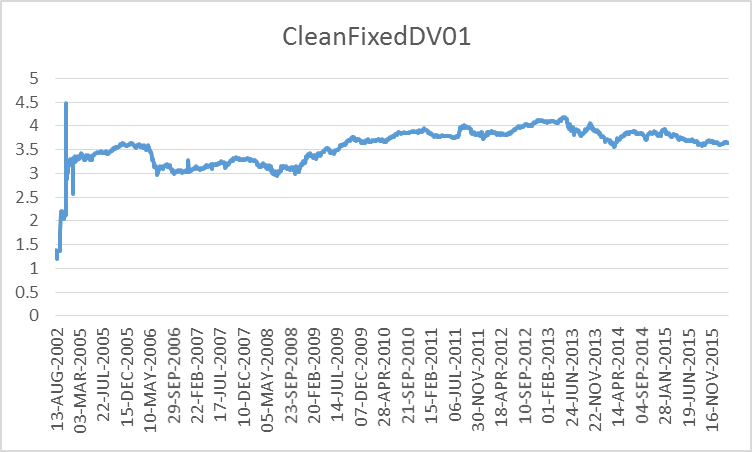 CleanFixedDV01
5
4.5
4
3.5
3
2.5
2
1.5
1
0.5
0
13-AUG-2002
03-MAR-2005
22-JUL-2005
15-DEC-2005
10-MAY-2006
29-SEP-2006
22-FEB-2007
17-JUL-2007
10-DEC-2007
05-MAY-2008
23-SEP-2008
20-FEB-2009
14-JUL-2009
07-DEC-2009
28-APR-2010
21-SEP-2010
15-FEB-2011
06-JUL-2011
30-NOV-2011
18-APR-2012
12-SEP-2012
01-FEB-2013
24-JUN-2013
22-NOV-2013
14-APR-2014
04-SEP-2014
28-JAN-2015
19-JUN-2015
16-NOV-2015